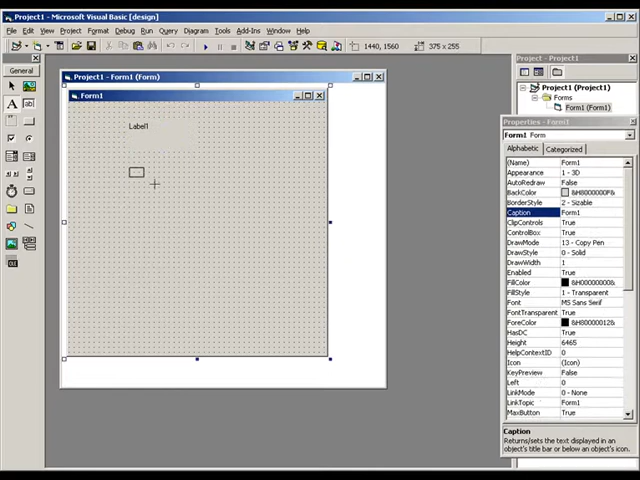 Project1 - Microsoft Visual Basic [design]
File Edit View Project Format Debug Run Query Diagram Tools Add-Ins Window Help
1440, 1560 375 x 255
General
Project1 - Form1 (Form)
Form1
Label1
Project - Project1
Project1 (Project1)
Forms
Form1 (Form1)
Properties - Form1
Form1 Form
Alphabetic Categorized
(Name) Form1
Appearance 1 - 3D
AutoRedraw False
BackColor &H8000000F&
BorderStyle 2 - Sizable
Caption Form1
ClipControls True
ControlBox True
DrawMode 13 - Copy Pen
DrawStyle 0 - Solid
DrawWidth 1
Enabled True
FillColor &H00000000&
FillStyle 1 - Transparent
Font MS Sans Serif
FontTransparent True
ForeColor &H80000012&
HasDC True
Height 6465
HelpContextID 0
Icon (Icon)
KeyPreview False
Left 0
LinkMode 0 - None
LinkTopic Form1
MaxButton True
Caption
Returns/sets the text displayed in an
object's title bar or below an object's icon.